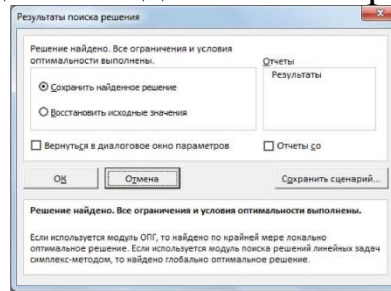 Результаты поиска решения
Решение найдено. Все ограничения и условия
оптимальности выполнены.
Отчеты
Результаты
Сохранить найденное решение
Восстановить исходные значения
Вернуться в диалоговое окно параметров
Отчеты со
ОК
Отмена
Сохранить сценарий...
Решение найдено. Все ограничения и условия оптимальности выполнены.
Если используется модуль ОПГ, то найдено по крайней мере локально
оптимальное решение. Если используется модуль поиска решений линейных задач
симплекс-методом, то найдено глобально оптимальное решение.